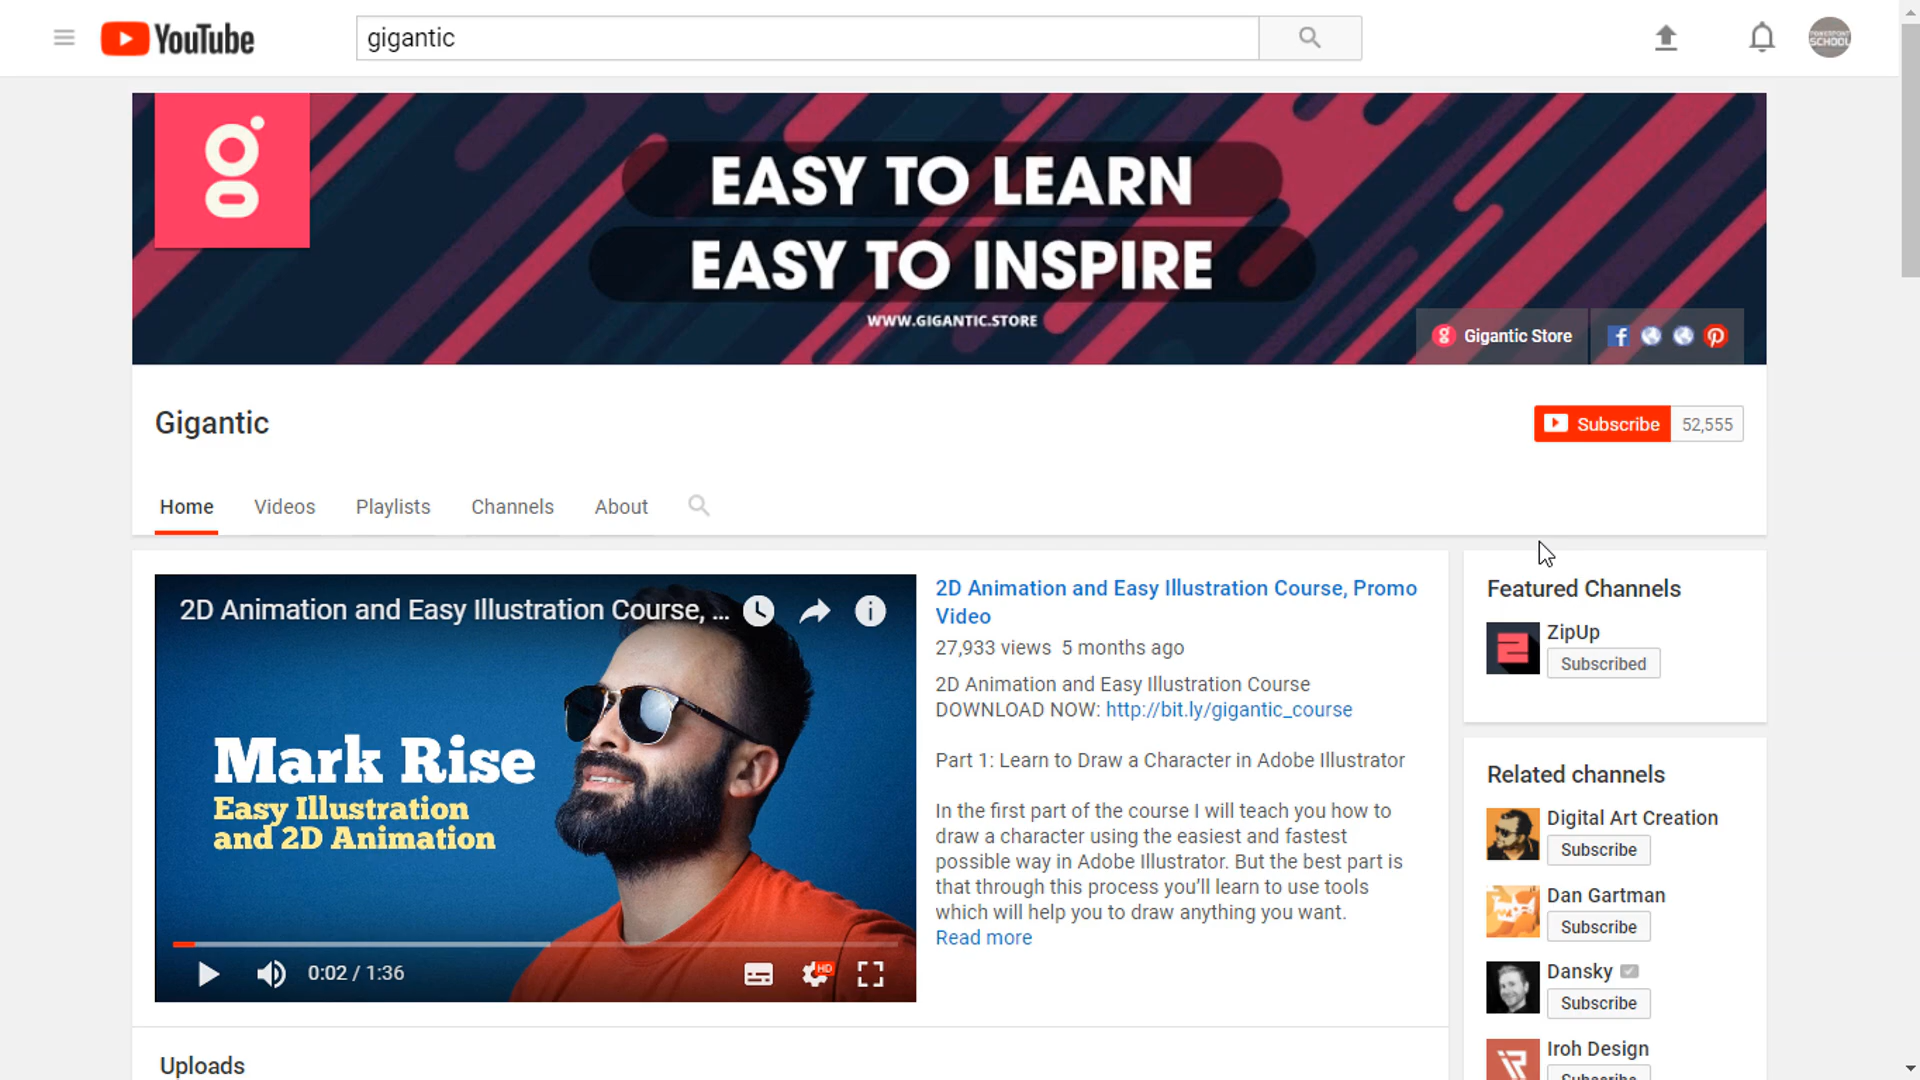 YouTube
gigantic
POWERPOINT
SCHOOL
g
EASY TO LEARN
EASY TO INSPIRE
WWW.GIGANTIC.STORE
g Gigantic Store
Gigantic
Subscribe 52,555
Home Videos Playlists Channels About
2D Animation and Easy Illustration Course, ...
Mark Rise
Easy Illustration
and 2D Animation
0:02 / 1:36
HD
2D Animation and Easy Illustration Course, Promo
Video
27,933 views 5 months ago
2D Animation and Easy Illustration Course
DOWNLOAD NOW: http://bit.ly/gigantic_course
Part 1: Learn to Draw a Character in Adobe Illustrator
In the first part of the course I will teach you how to
draw a character using the easiest and fastest
possible way in Adobe Illustrator. But the best part is
that through this process you'll learn to use tools
which will help you to draw anything you want.
Read more
Featured Channels
ZipUp
Subscribed
Related channels
Digital Art Creation
Subscribe
Dan Gartman
Subscribe
Dansky
Subscribe
Iroh Design
Subscribe
Uploads